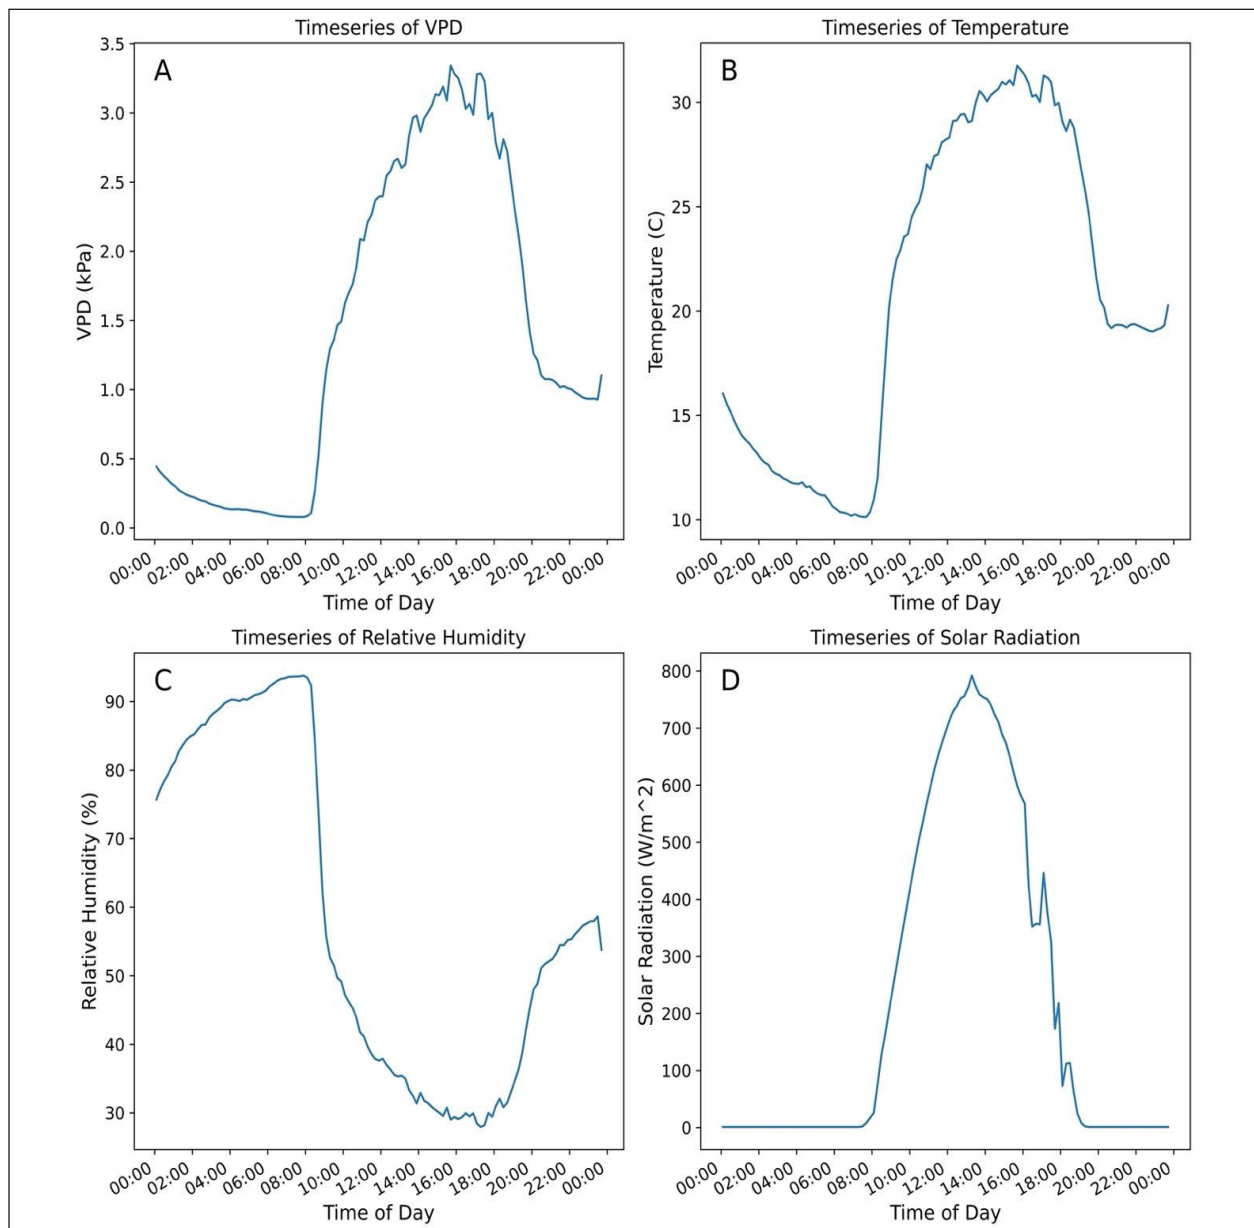 Timeseries of VPD
A
3.5
3.0
2.5
2.0
1.5
1.0
0.5
0.0
VPD (kPa)
00:00 02:00 04:00 06:00 08:00 10:00 12:00 14:00 16:00 18:00 20:00 22:00 00:00
Time of Day
Timeseries of Temperature
B
30
25
20
15
10
Temperature (C)
00:00 02:00 04:00 06:00 08:00 10:00 12:00 14:00 16:00 18:00 20:00 22:00 00:00
Time of Day
Timeseries of Relative Humidity
C
90
80
70
60
50
40
30
Relative Humidity (%)
00:00 02:00 04:00 06:00 08:00 10:00 12:00 14:00 16:00 18:00 20:00 22:00 00:00
Time of Day
Timeseries of Solar Radiation
D
800
700
600
500
400
300
200
100
0
Solar Radiation (W/m^2)
00:00 02:00 04:00 06:00 08:00 10:00 12:00 14:00 16:00 18:00 20:00 22:00 00:00
Time of Day